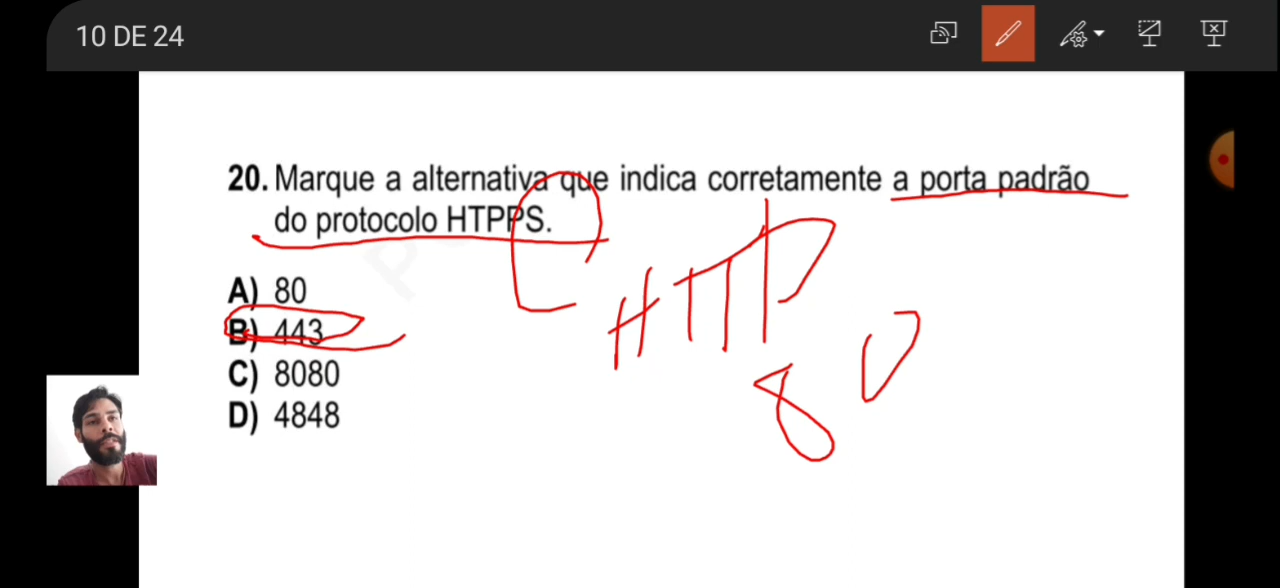 10 DE 24
20. Marque a alternativa que indica corretamente a porta padrão
do protocolo HTPPS.
HTTP
A) 80
B) 443
80
C) 8080
D) 4848